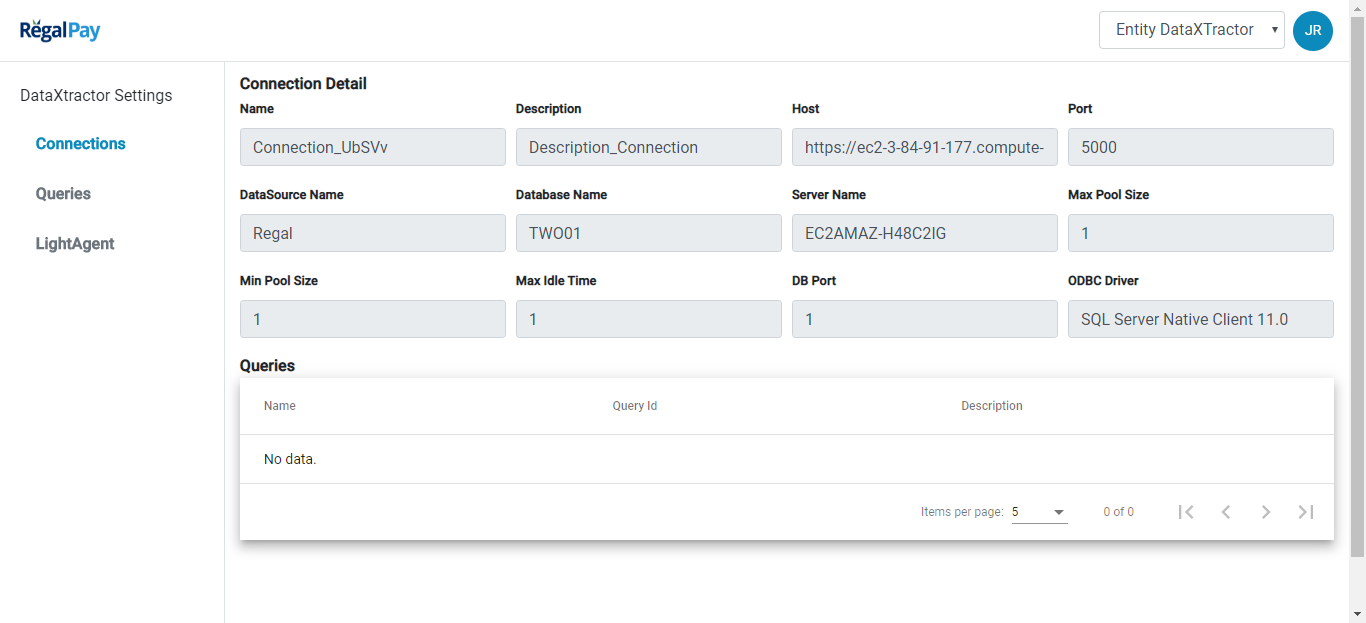 RegalPay
Entity DataXTractor
JR
DataXtractor Settings
Connections
Queries
LightAgent
Connection Detail
Name
Description
Host
Port
Connection_UbSVv
Description_Connection
https://ec2-3-84-91-177.compute-
5000
DataSource Name
Database Name
Server Name
Max Pool Size
Regal
TWO01
EC2AMAZ-H48C2IG
1
Min Pool Size
Max Idle Time
DB Port
ODBC Driver
1
1
1
SQL Server Native Client 11.0
Queries
Name
Query Id
Description
No data.
Items per page: 5
0 of 0